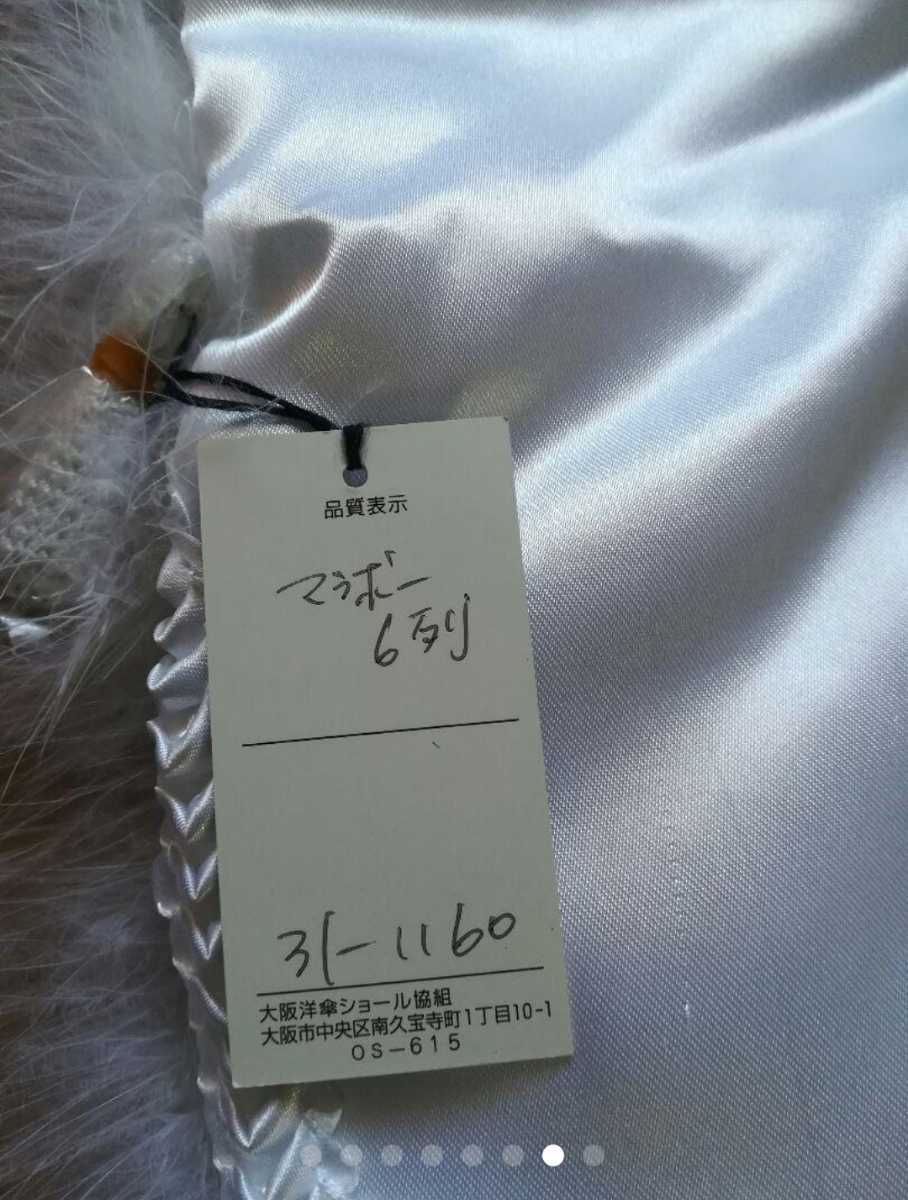 品質表示
マラボー
6列
31-1160
大阪洋傘ショール協組
大阪市中央区南久宝寺町1丁目10-1
OS-615